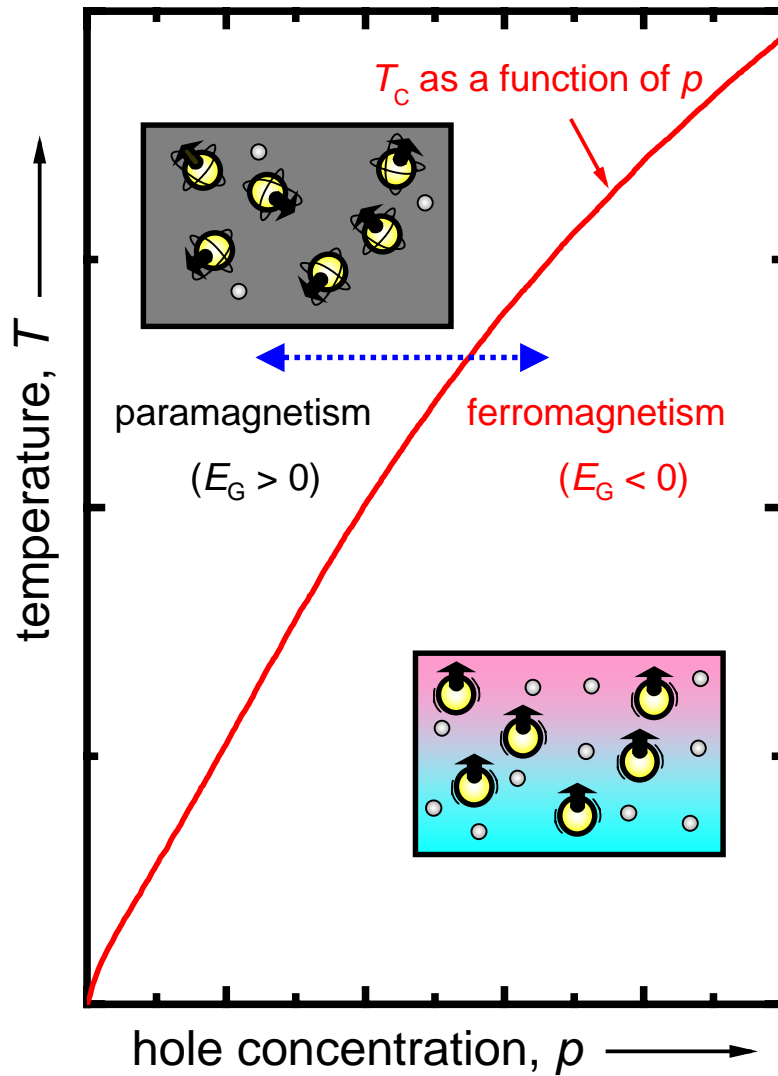 T_C as a function of p
temperature, T
paramagnetism
(E_G > 0)
ferromagnetism
(E_G < 0)
hole concentration, p